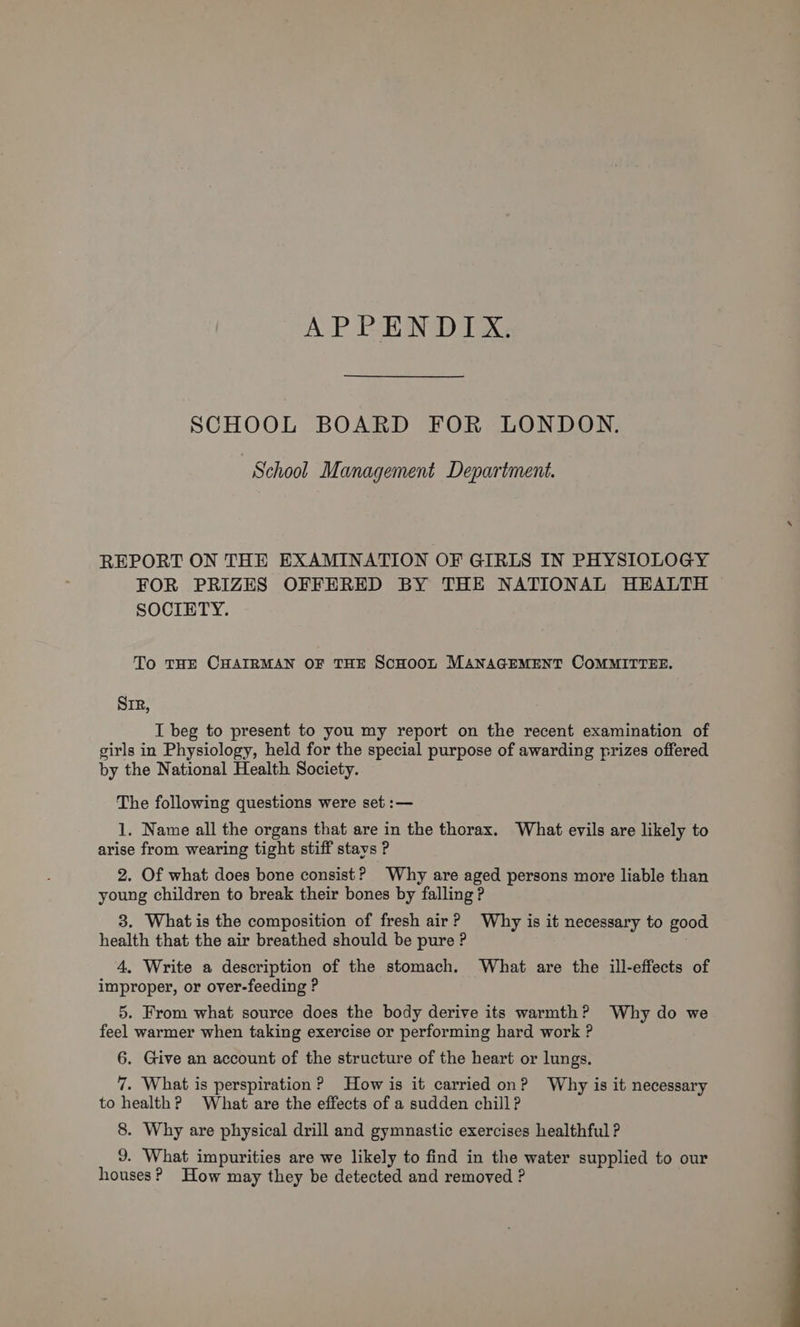 APPENDIX.
SCHOOL BOARD FOR LONDON.
School Management Department.
REPORT ON THE EXAMINATION OF GIRLS IN PHYSIOLOGY
FOR PRIZES OFFERED BY THE NATIONAL HEALTH
SOCIETY.
To THE CHAIRMAN OF THE SCHOOL MANAGEMENT COMMITTEE.
SIR,
I beg to present to you my report on the recent examination of
girls in Physiology, held for the special purpose of awarding prizes offered
by the National Health Society.
The following questions were set :—
1. Name all the organs that are in the thorax. What evils are likely to
arise from wearing tight stiff stays ?
2. Of what does bone consist? Why are aged persons more liable than
young children to break their bones by falling ?
3. What is the composition of fresh air? Why is it necessary to good
health that the air breathed should be pure ?
4. Write a description of the stomach. What are the ill-effects of
improper, or over-feeding ?
5. From what source does the body derive its warmth? Why do we
feel warmer when taking exercise or performing hard work ?
6. Give an account of the structure of the heart or lungs.
7. What is perspiration? How is it carried on? Why is it necessary
to health? What are the effects of a sudden chill?
8. Why are physical drill and gymnastic exercises healthful?
9. What impurities are we likely to find in the water supplied to our
houses? How may they be detected and removed ?